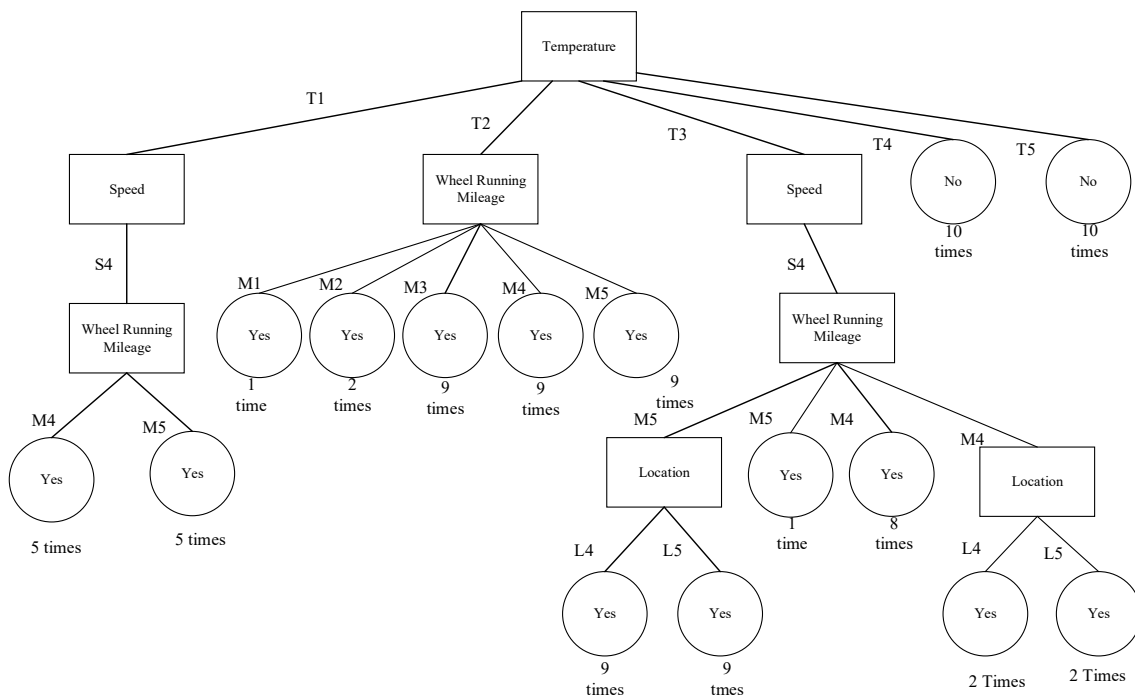 Temperature
T1
T2
T3
T4
T5
Speed
Wheel Running
Mileage
Speed
No
No
10
times
10
times
S4
S4
M1
M2
M3
M4
M5
Wheel Running
Mileage
Yes
Yes
Yes
Yes
Yes
Wheel Running
Mileage
1
time
2
times
9
times
9
times
9
times
M4
M5
M5
M5
M4
M4
Yes
Yes
Location
Yes
Yes
Location
5 times
5 times
1
time
8
times
L4
L5
L4
L5
Yes
Yes
Yes
Yes
9
times
9
tmes
2 Times
2 Times